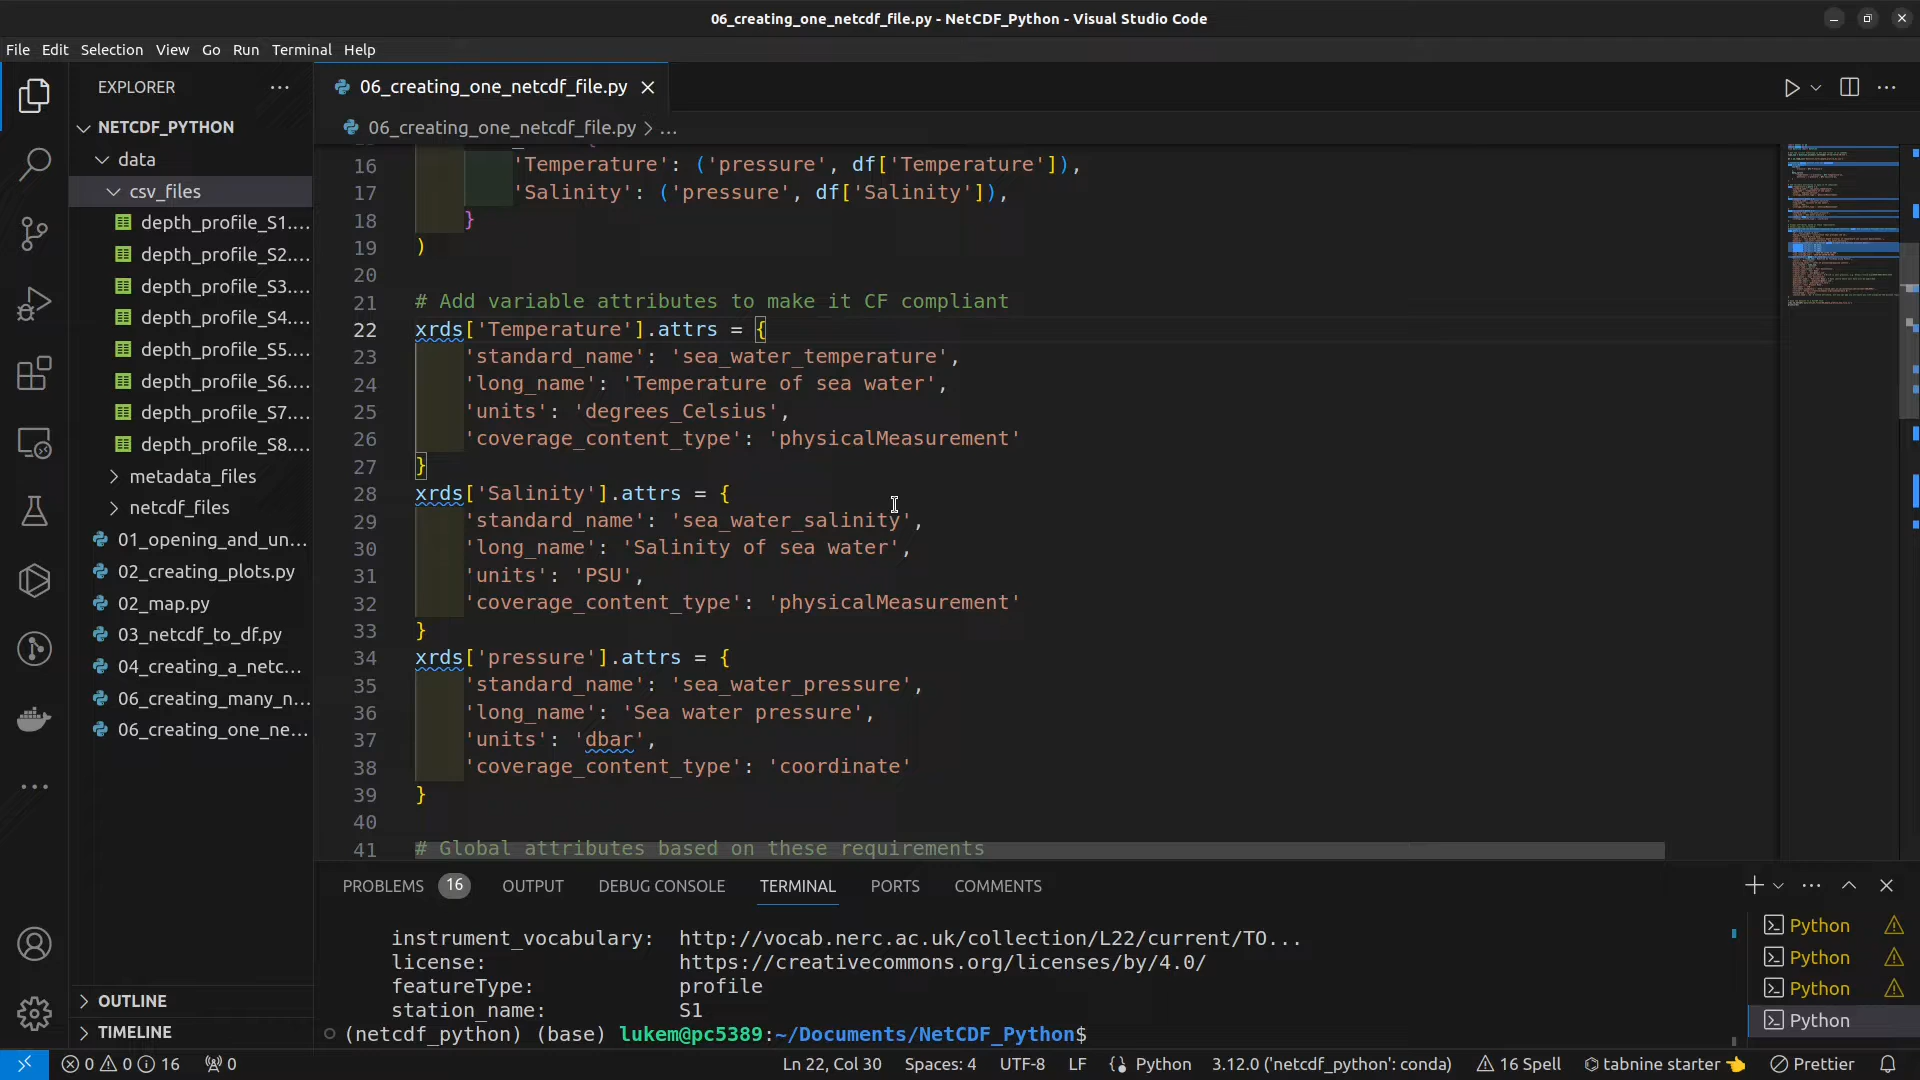 06_creating_one_netcdf_file.py - NetCDF_Python - Visual Studio Code
File Edit Selection View Go Run Terminal Help
EXPLORER
NETCDF_PYTHON
data
csv_files
depth_profile_S1....
depth_profile_S2....
depth_profile_S3....
depth_profile_S4....
depth_profile_S5....
depth_profile_S6....
depth_profile_S7....
depth_profile_S8....
metadata_files
netcdf_files
01_opening_and_un...
02_creating_plots.py
02_map.py
03_netcdf_to_df.py
04_creating_a_netc...
06_creating_many_n...
06_creating_one_ne...
OUTLINE
TIMELINE
06_creating_one_netcdf_file.py
06_creating_one_netcdf_file.py > ...
16 'Temperature': ('pressure', df['Temperature']),
17 'Salinity': ('pressure', df['Salinity']),
18 }
19 )
20
21 # Add variable attributes to make it CF compliant
22 xrds['Temperature'].attrs = {
23 'standard_name': 'sea_water_temperature',
24 'long_name': 'Temperature of sea water',
25 'units': 'degrees_Celsius',
26 'coverage_content_type': 'physicalMeasurement'
27 }
28 xrds['Salinity'].attrs = {
29 'standard_name': 'sea_water_salinity',
30 'long_name': 'Salinity of sea water',
31 'units': 'PSU',
32 'coverage_content_type': 'physicalMeasurement'
33 }
34 xrds['pressure'].attrs = {
35 'standard_name': 'sea_water_pressure',
36 'long_name': 'Sea water pressure',
37 'units': 'dbar',
38 'coverage_content_type': 'coordinate'
39 }
40
41 # Global attributes based on these requirements
PROBLEMS 16 OUTPUT DEBUG CONSOLE TERMINAL PORTS COMMENTS
instrument_vocabulary: http://vocab.nerc.ac.uk/collection/L22/current/TO...
license: https://creativecommons.org/licenses/by/4.0/
featureType: profile
station_name: S1
(netcdf_python) (base) lukem@pc5389:~/Documents/NetCDF_Python$
Python
Python
Python
Python
0 0 16 0 Ln 22, Col 30 Spaces: 4 UTF-8 LF Python 3.12.0 ('netcdf_python': conda) 16 Spell tabnine starter Prettier